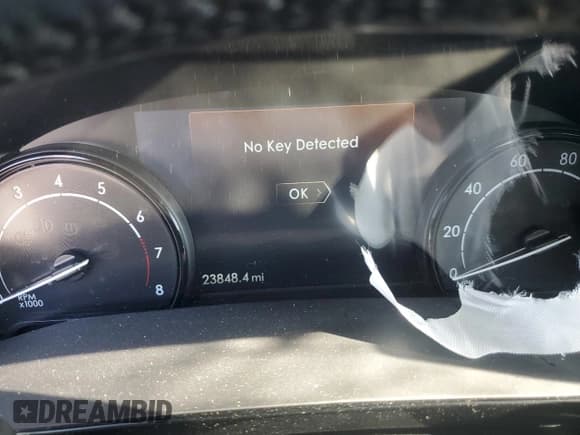 No Key Detected
OK
23848.4 mi
3 4 5 6 7 8
RPM
x1000
0 20 40 60 80
DREAMBID